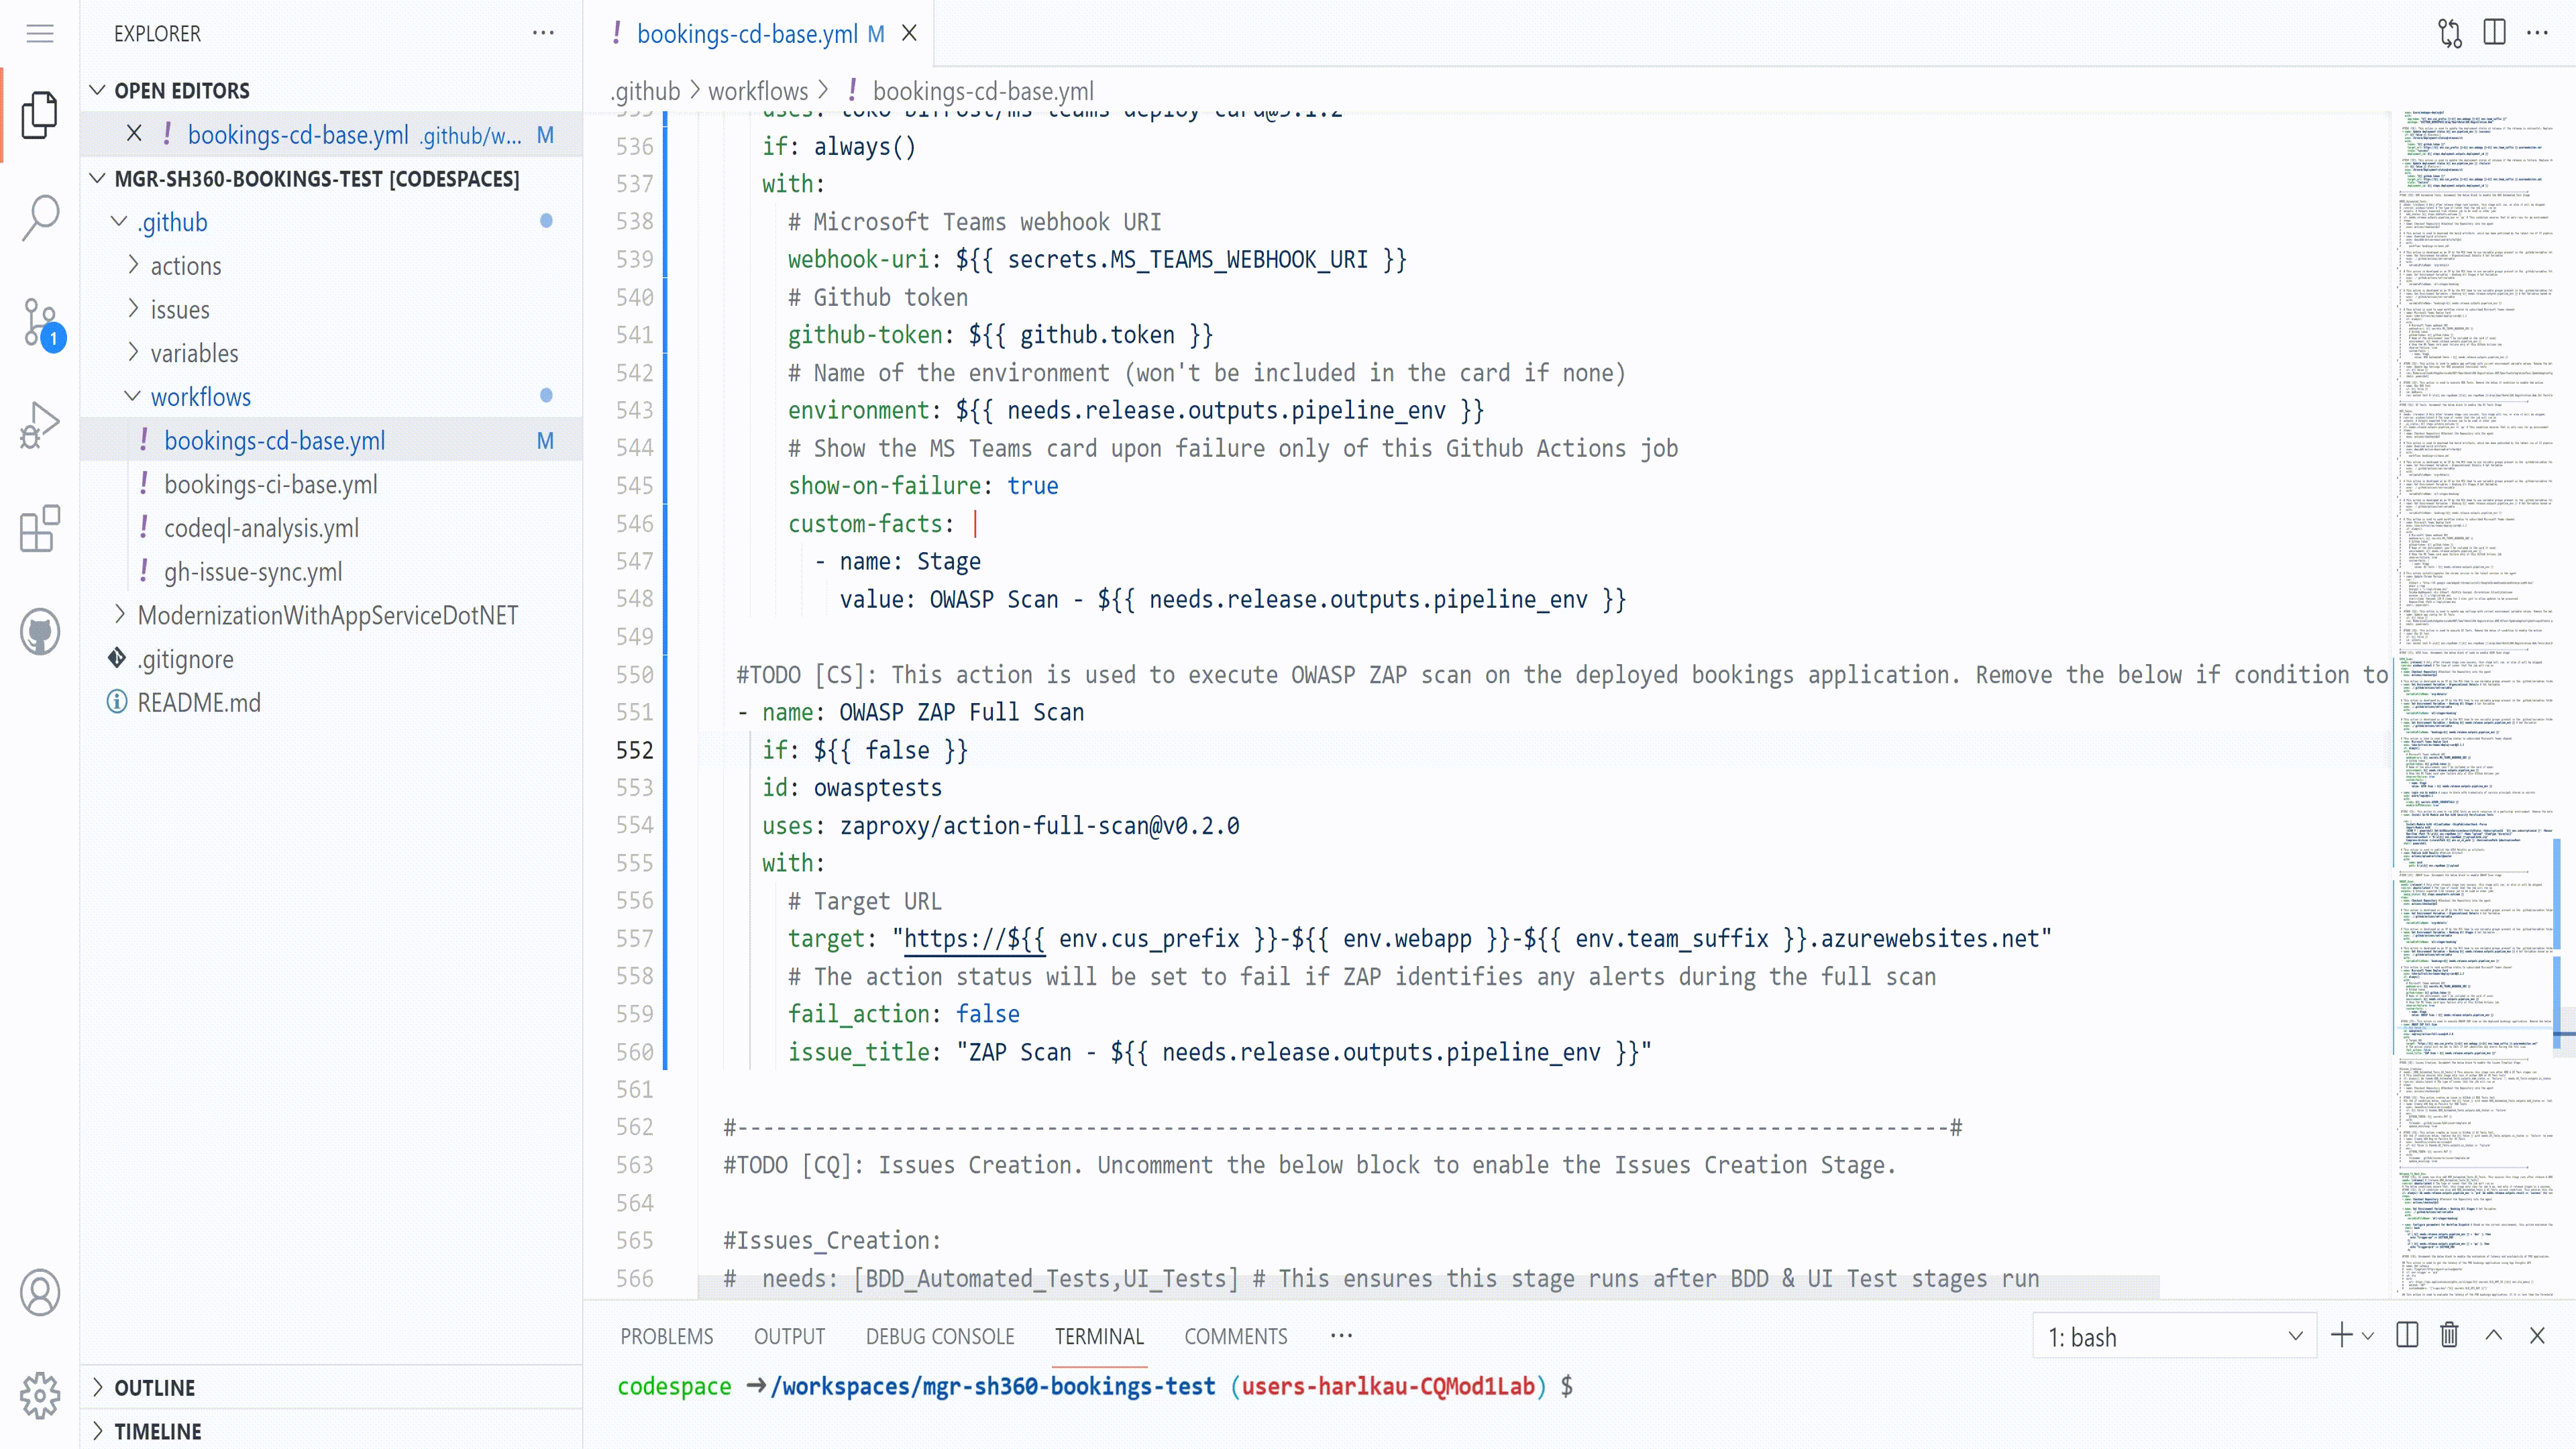 EXPLORER
OPEN EDITORS
bookings-cd-base.yml .github/w... M
MGR-SH360-BOOKINGS-TEST [CODESPACES]
.github
actions
issues
variables
workflows
bookings-cd-base.yml M
bookings-ci-base.yml
codeql-analysis.yml
gh-issue-sync.yml
ModernizationWithAppServiceDotNET
.gitignore
README.md
OUTLINE
TIMELINE
1
bookings-cd-base.yml M
.github > workflows > ! bookings-cd-base.yml
536 if: always()
537 with:
538 # Microsoft Teams webhook URI
539 webhook-uri: ${{ secrets.MS_TEAMS_WEBHOOK_URI }}
540 # Github token
541 github-token: ${{ github.token }}
542 # Name of the environment (won't be included in the card if none)
543 environment: ${{ needs.release.outputs.pipeline_env }}
544 # Show the MS Teams card upon failure only of this Github Actions job
545 show-on-failure: true
546 custom-facts: |
547 - name: Stage
548 value: OWASP Scan - ${{ needs.release.outputs.pipeline_env }}
549
550 #TODO [CS]: This action is used to execute OWASP ZAP scan on the deployed bookings application. Remove the below if condition to
551 - name: OWASP ZAP Full Scan
552 if: ${{ false }}
553 id: owasptests
554 uses: zaproxy/action-full-scan@v0.2.0
555 with:
556 # Target URL
557 target: "https://${{ env.cus_prefix }}-${{ env.webapp }}-${{ env.team_suffix }}.azurewebsites.net"
558 # The action status will be set to fail if ZAP identifies any alerts during the full scan
559 fail_action: false
560 issue_title: "ZAP Scan - ${{ needs.release.outputs.pipeline_env }}"
561
562 #----------------------------------------------------------------------------------------------#
563 #TODO [CQ]: Issues Creation. Uncomment the below block to enable the Issues Creation Stage.
564
565 #Issues_Creation:
566 # needs: [BDD_Automated_Tests,UI_Tests] # This ensures this stage runs after BDD & UI Test stages run
PROBLEMS OUTPUT DEBUG CONSOLE TERMINAL COMMENTS ... 1: bash
codespace ➜/workspaces/mgr-sh360-bookings-test (users-harlkau-CQMod1Lab) $